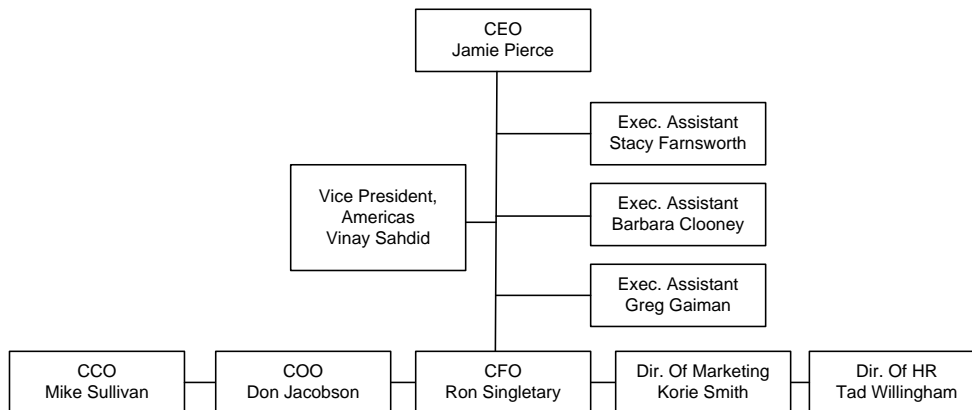 CEO
Jamie Pierce
Exec. Assistant
Stacy Farnsworth
Vice President,
Americas
Vinay Sahdid
Exec. Assistant
Barbara Clooney
Exec. Assistant
Greg Gaiman
CCO
Mike Sullivan
COO
Don Jacobson
CFO
Ron Singletary
Dir. Of Marketing
Korie Smith
Dir. Of HR
Tad Willingham